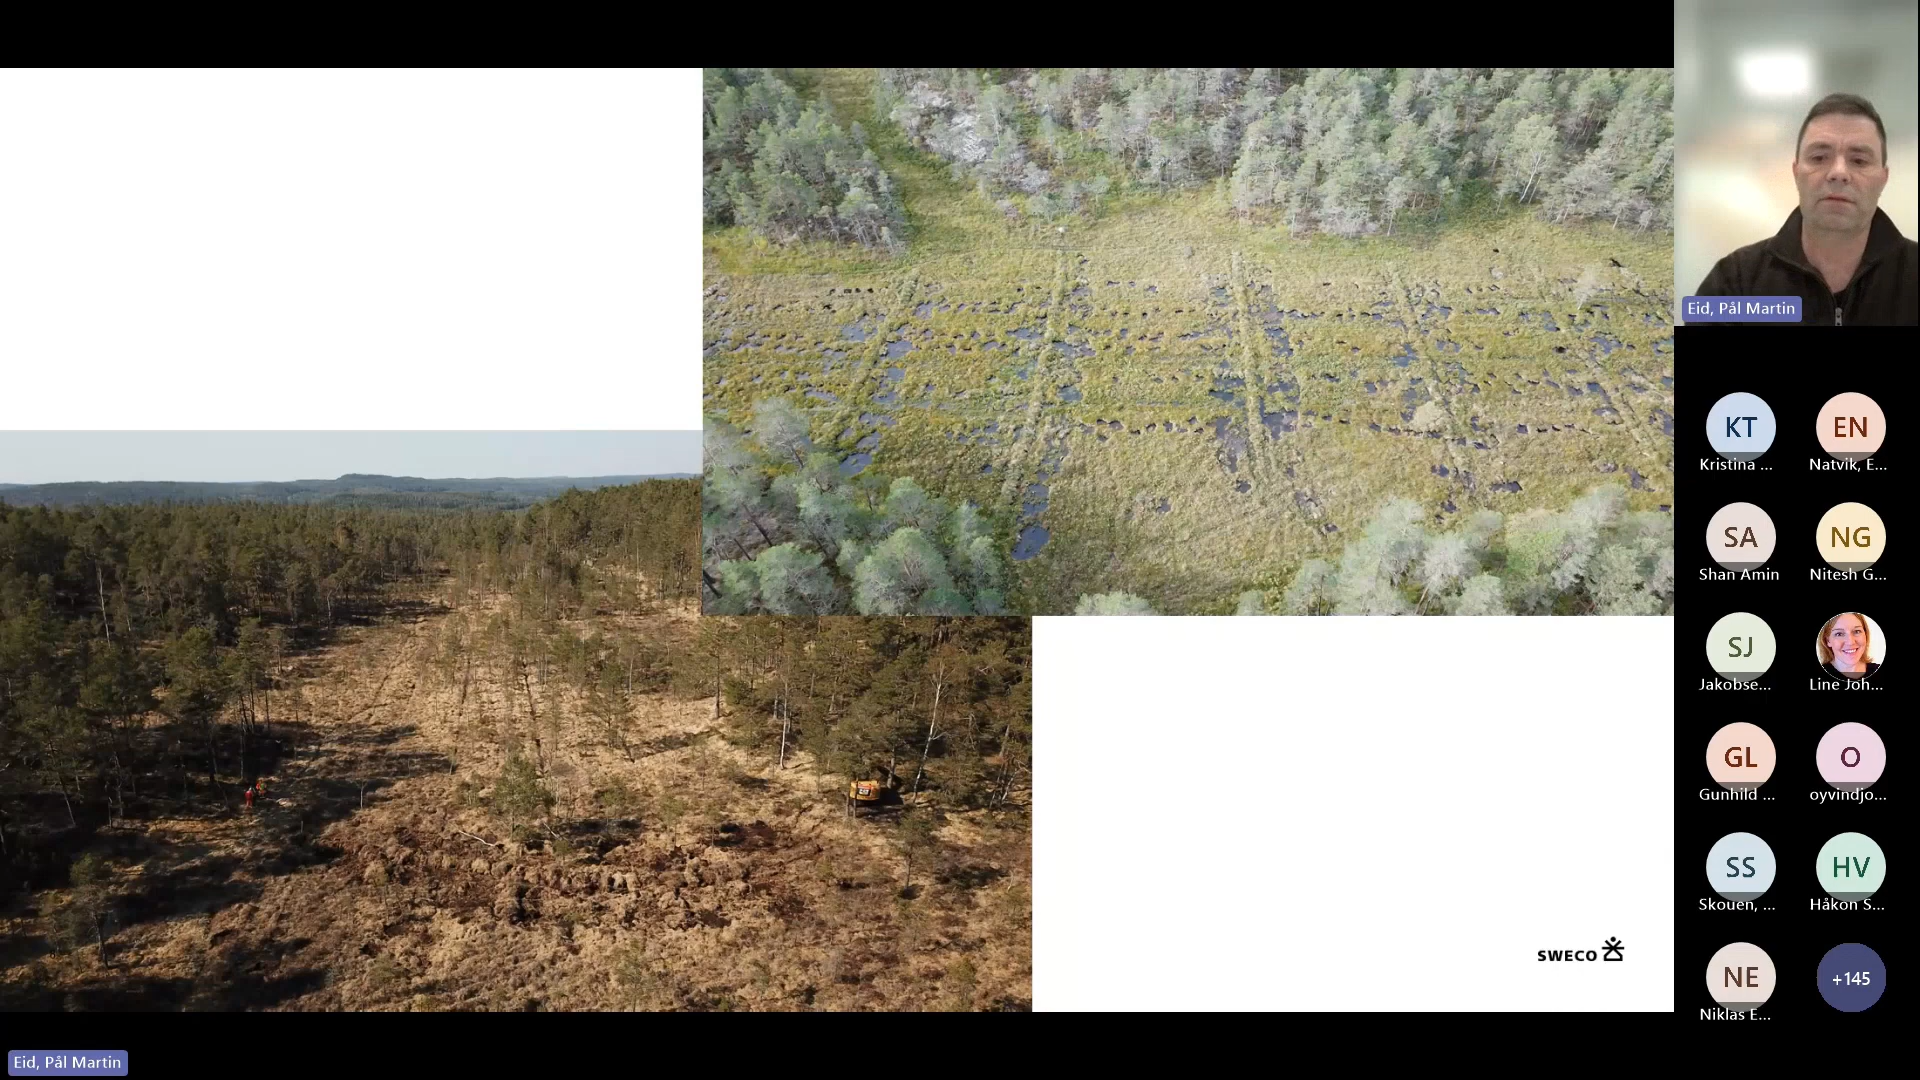 Eid, Pål Martin
KT
Kristina ...
EN
Natvik, E...
SA
Shan Amin
NG
Nitesh G...
SJ
Jakobse...
Line Joh...
GL
Gunhild ...
O
oyvindjo...
SS
Skouen, ...
HV
Håkon S...
NE
Niklas E...
+145
SWECO
Eid, Pål Martin